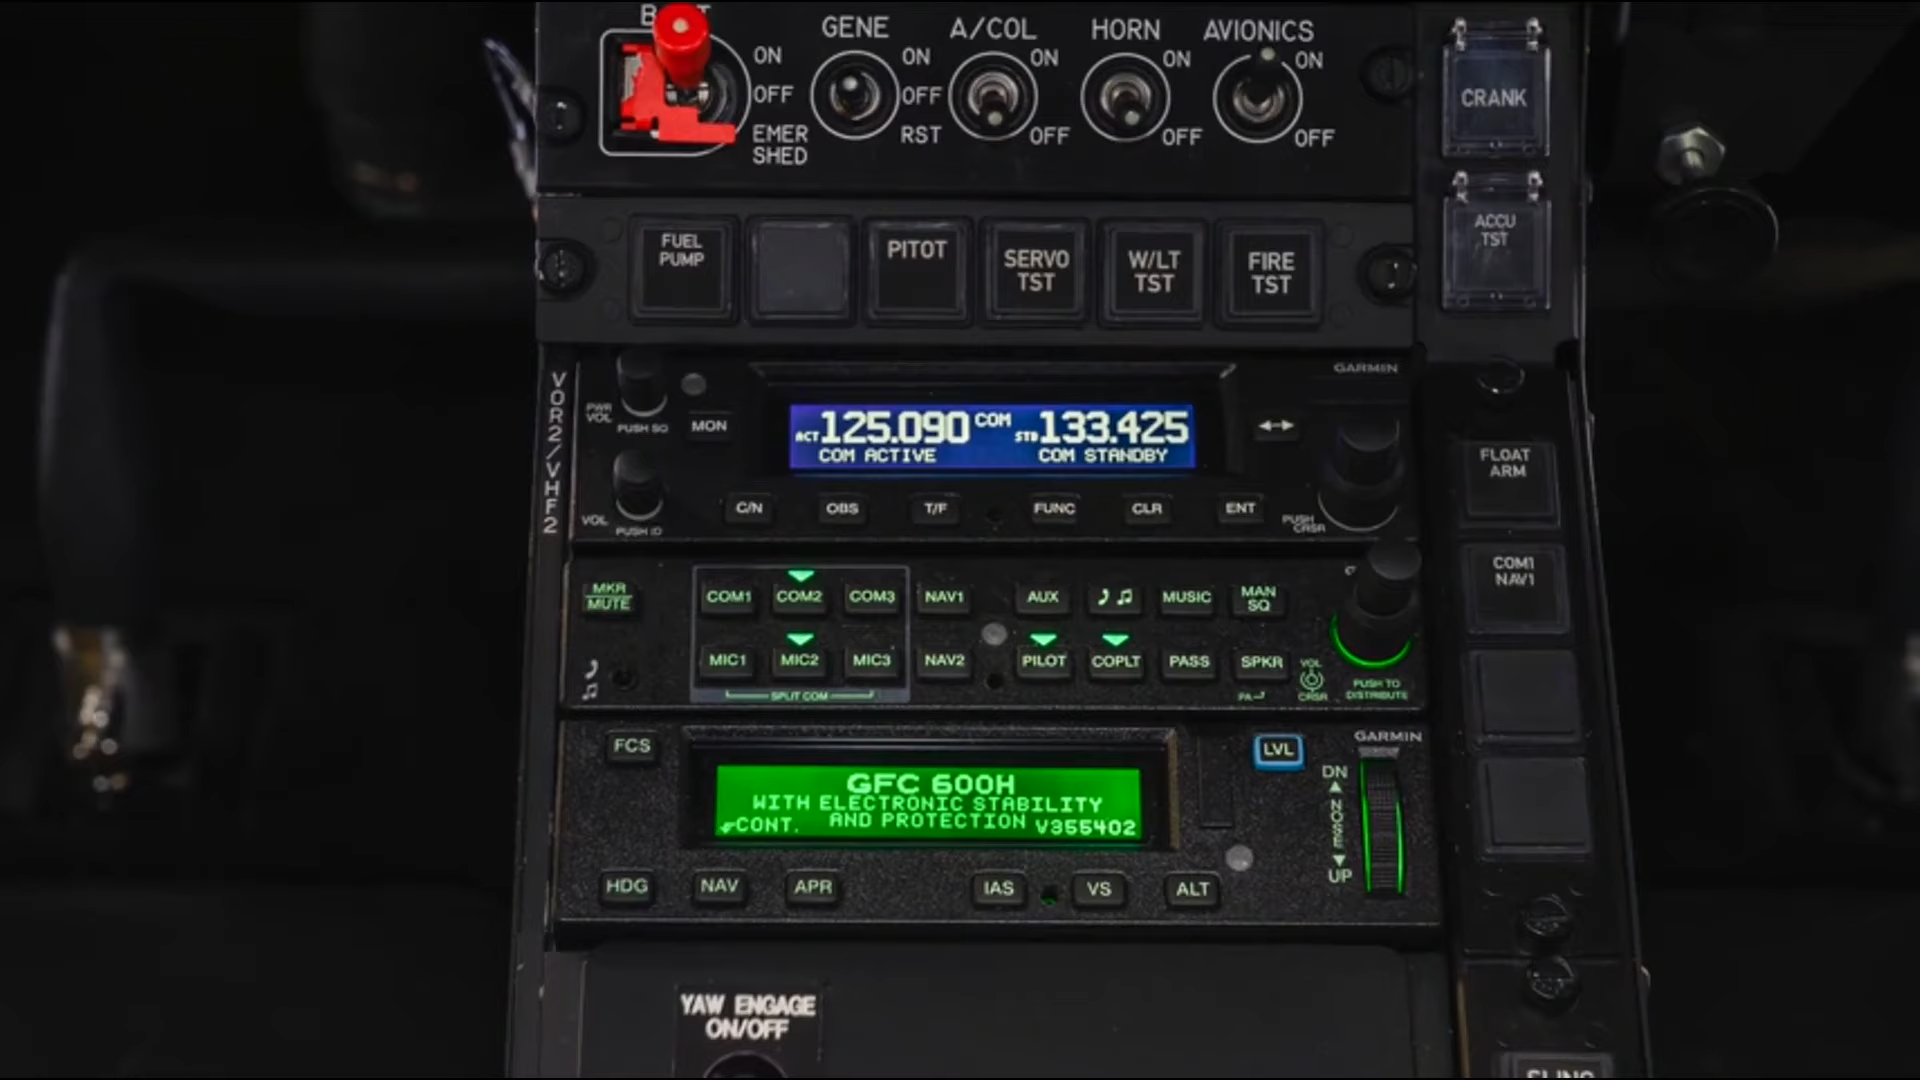 GENE
A/COL
HORN
AVIONICS
ON
OFF
EMER
SHED
ON
OFF
RST
ON
OFF
ON
OFF
ON
OFF
CRANK
ACCU
TST
FUEL
PUMP
PITOT
SERVO
TST
W/LT
TST
FIRE
TST
VOR2/VHF2
PWR
VOL
PUSH SQ
MON
GARMIN
ACT 125.090 COM STB 133.425
COM ACTIVE COM STANDBY
VOL
PUSH ID
C/N
OBS
T/F
FUNC
CLR
ENT
PUSH
CRSR
FLOAT
ARM
COM1
NAV1
MKR
MUTE
COM1
COM2
COM3
NAV1
AUX
MUSIC
MAN
SQ
MIC1
MIC2
MIC3
NAV2
PILOT
COPLT
PASS
SPKR
SPLIT COM
PA
VOL
CRSR
PUSH TO
DISTRIBUTE
FCS
GFC 600H
WITH ELECTRONIC STABILITY
AND PROTECTION
CONT.
V355402
LVL
GARMIN
DN
NOSE
UP
HDG
NAV
APR
IAS
VS
ALT
YAW ENGAGE
ON/OFF